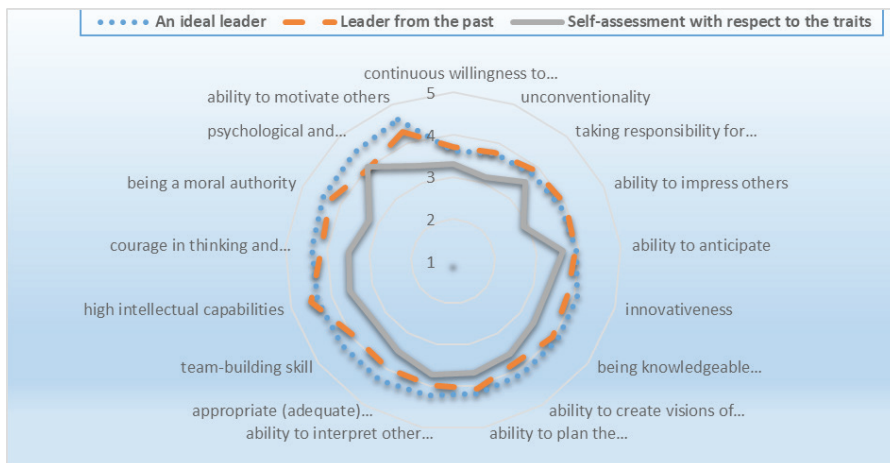 An ideal leader Leader from the past Self-assessment with respect to the traits
continuous willingness to…
ability to motivate others
unconventionality
psychological and…
taking responsibility for…
being a moral authority
ability to impress others
courage in thinking and…
ability to anticipate
high intellectual capabilities
innovativeness
team-building skill
being knowledgeable…
appropriate (adequate)…
ability to create visions of…
ability to interpret other…
ability to plan the…
5
4
3
2
1